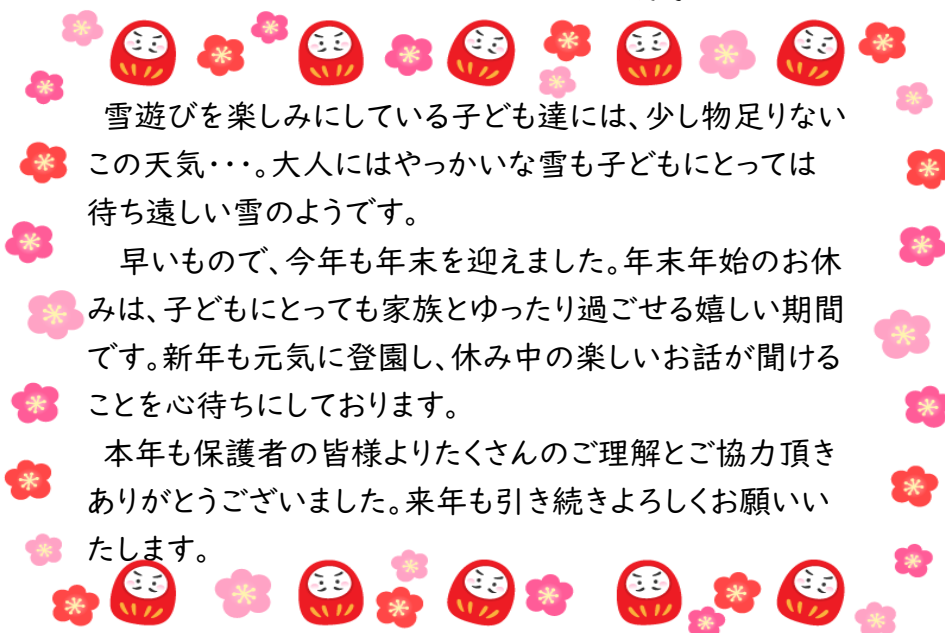 雪遊びを楽しみにしている子ども達には、少し物足りない
この天気・・・。大人にはやっかいな雪も子どもにとっては
待ち遠しい雪のようです。
早いもので、今年も年末を迎えました。年末年始のお休
みは、子どもにとっても家族とゆったり過ごせる嬉しい期間
です。新年も元気に登園し、休み中の楽しいお話が聞ける
ことを心待ちにしております。
本年も保護者の皆様よりたくさんのご理解とご協力頂き
ありがとうございました。来年も引き続きよろしくお願いい
たします。